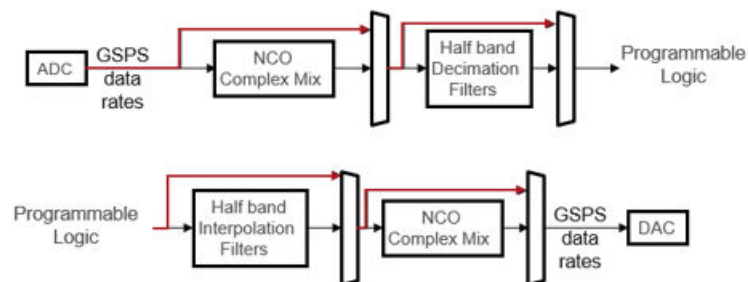 ADC
GSPS
data
rates
NCO
Complex Mix
Half band
Decimation
Filters
Programmable
Logic
Programmable
Logic
Half band
Interpolation
Filters
NCO
Complex Mix
GSPS
data
rates
DAC